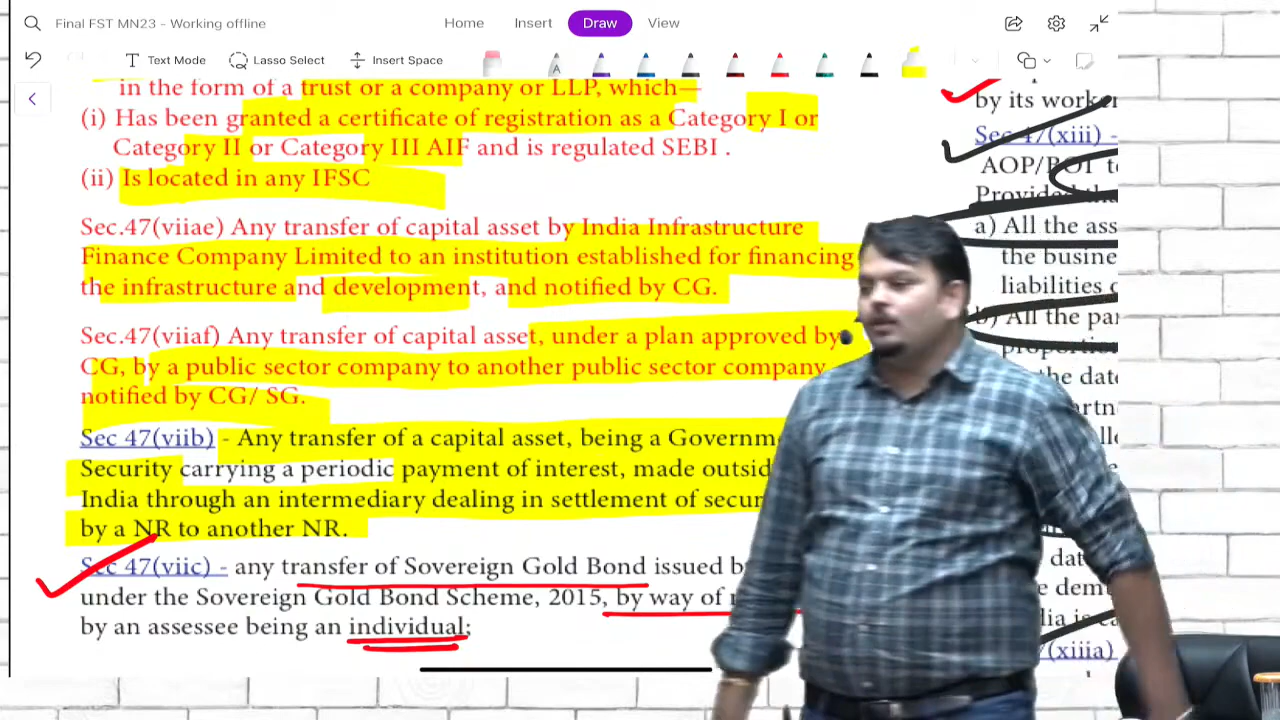 Final FST MN23 - Working offline
Home Insert Draw View
Text Mode Lasso Select Insert Space
in the form of a trust or a company or LLP, which—
(i) Has been granted a certificate of registration as a Category I or
Category II or Category III AIF and is regulated SEBI .
(ii) Is located in any IFSC
Sec.47(viiae) Any transfer of capital asset by India Infrastructure
Finance Company Limited to an institution established for financing
the infrastructure and development, and notified by CG.
Sec.47(viiaf) Any transfer of capital asset, under a plan approved by
CG, by a public sector company to another public sector company
notified by CG/ SG.
Sec 47(viib) - Any transfer of a capital asset, being a
Security carrying a periodic payment of interest, made
India through an intermediary dealing in settlement of
by a NR to another NR.
Sec 47(viic) - any transfer of Sovereign Gold Bond issued
under the Sovereign Gold Bond Scheme, 2015, by way of
by an assessee being an individual;
by its
Sec 47(xiii) -
AOP/BOI
a) All the
the
liabilities
b) All the
the
(xiiia)